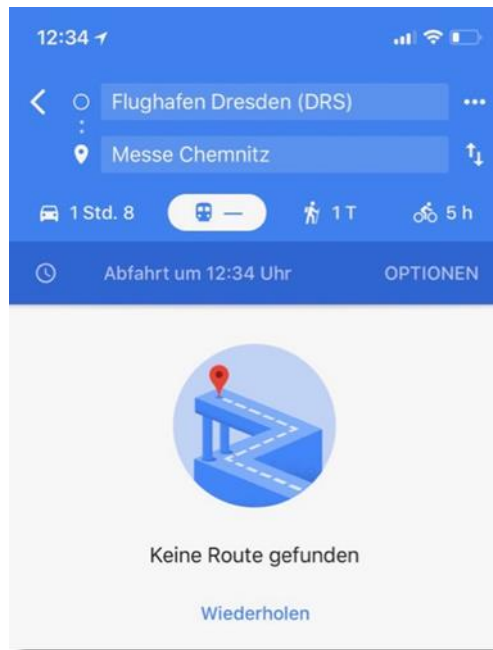 12:34
Flughafen Dresden (DRS)
Messe Chemnitz
1 Std. 8 — 1 T 5 h
Abfahrt um 12:34 Uhr OPTIONEN
Keine Route gefunden
Wiederholen